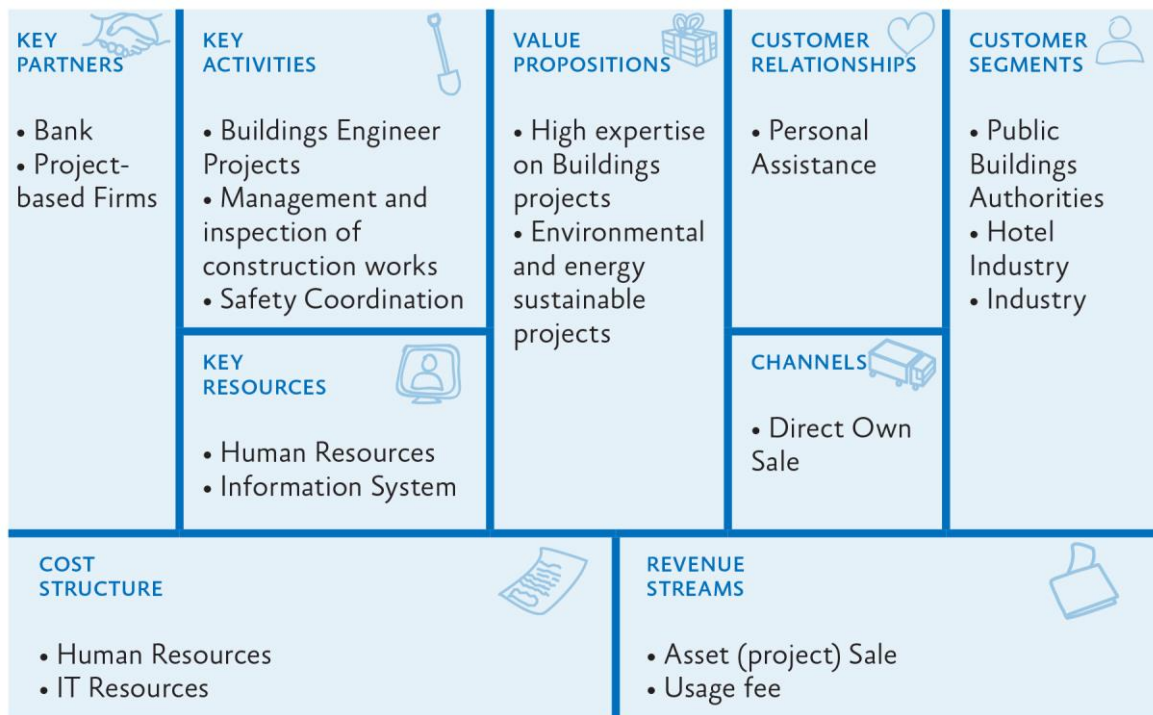 KEY
PARTNERS
• Bank
• Project-
based Firms
KEY
ACTIVITIES
• Buildings Engineer
Projects
• Management and
inspection of
construction works
• Safety Coordination
KEY
RESOURCES
• Human Resources
• Information System
VALUE
PROPOSITIONS
• High expertise
on Buildings
projects
• Environmental
and energy
sustainable
projects
CUSTOMER
RELATIONSHIPS
• Personal
Assistance
CHANNELS
• Direct Own
Sale
CUSTOMER
SEGMENTS
• Public
Buildings
Authorities
• Hotel
Industry
• Industry
COST
STRUCTURE
• Human Resources
• IT Resources
REVENUE
STREAMS
• Asset (project) Sale
• Usage fee